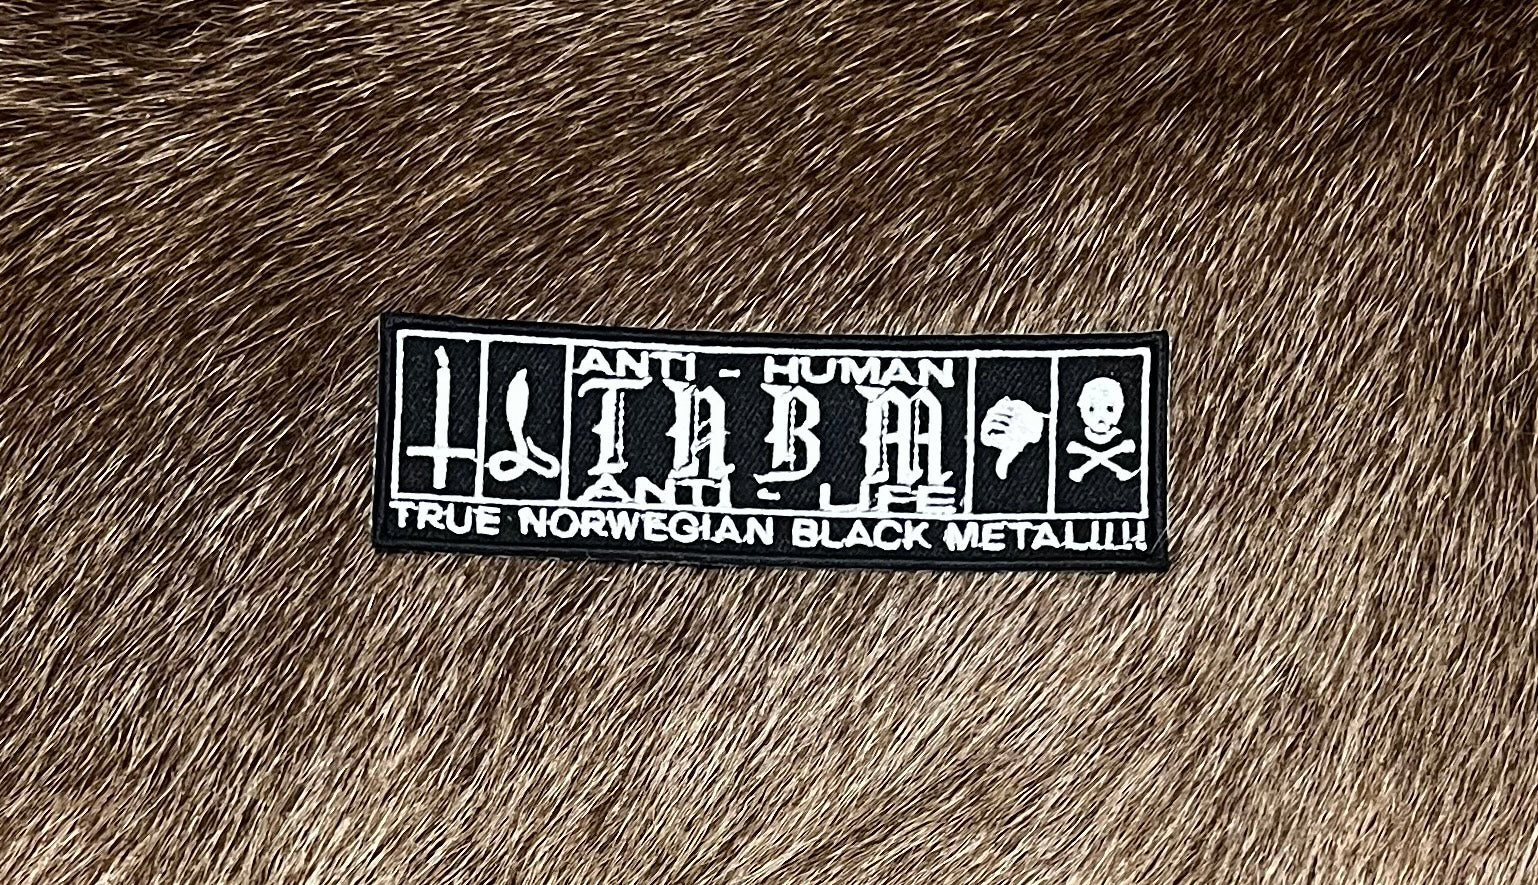 ANTI - HUMAN
TNBM
ANTI - LIFE
TRUE NORWEGIAN BLACK METAL!!!!